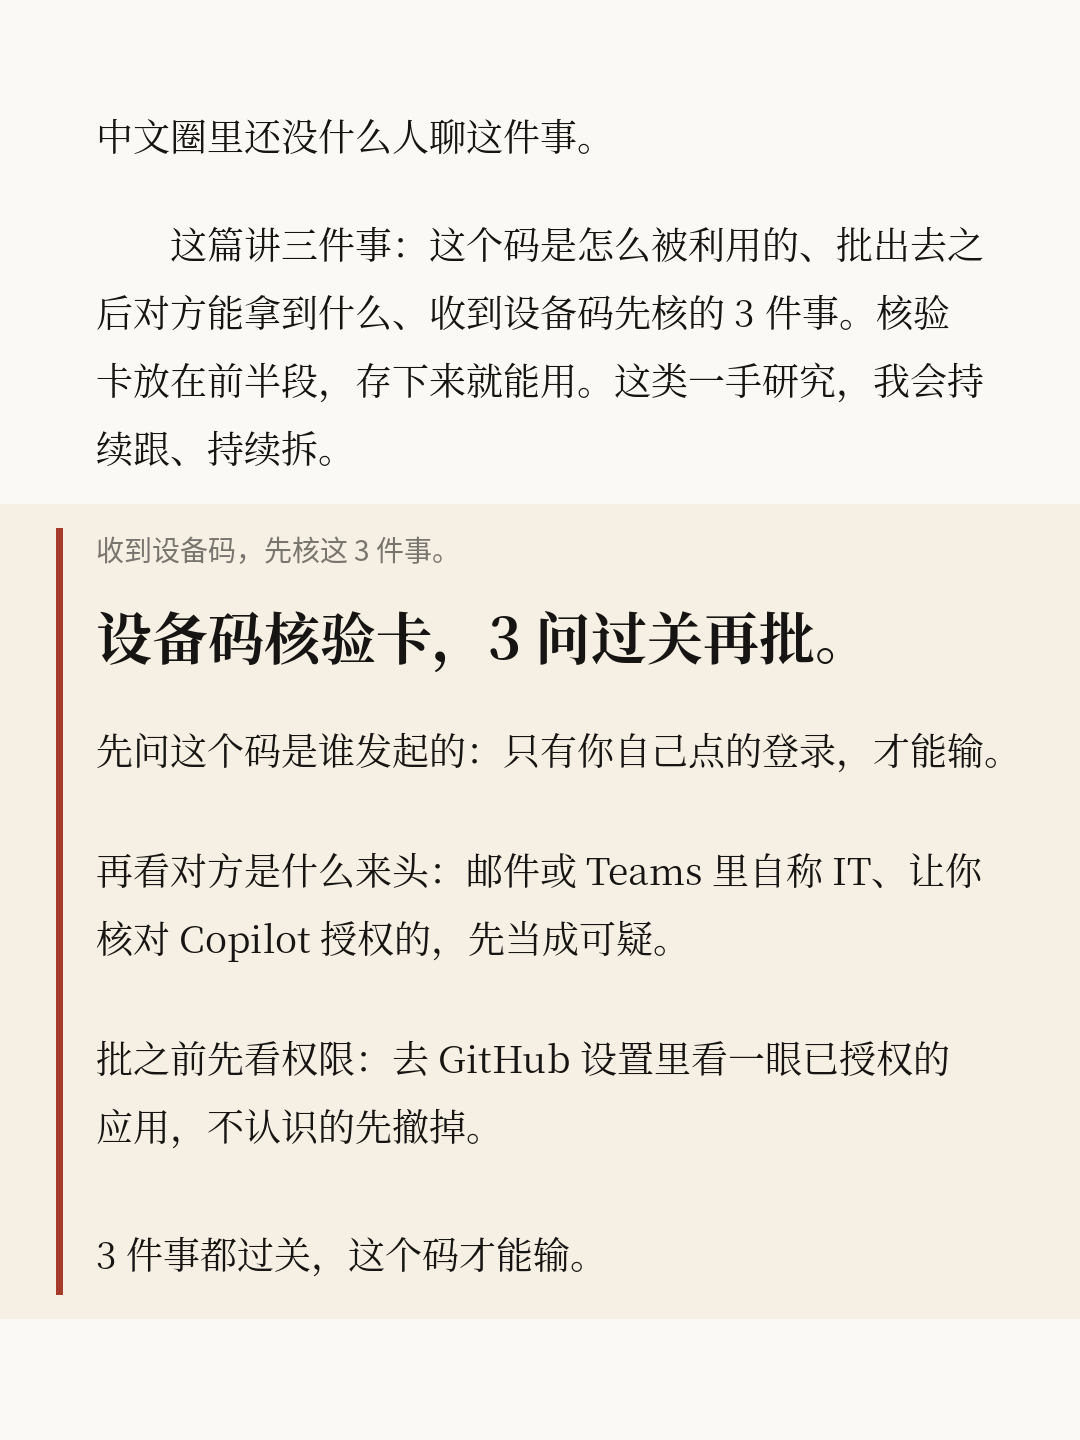 中文圈里还没什么人聊这件事。
这篇讲三件事：这个码是怎么被利用的、批出去之
后对方能拿到什么、收到设备码先核的 3 件事。核验
卡放在前半段，存下来就能用。这类一手研究，我会持
续跟、持续拆。
收到设备码，先核这 3 件事。
设备码核验卡，3 问过关再批。
先问这个码是谁发起的：只有你自己点的登录，才能输。
再看对方是什么来头：邮件或 Teams 里自称 IT、让你
核对 Copilot 授权的，先当成可疑。
批之前先看权限：去 GitHub 设置里看一眼已授权的
应用，不认识的先撤掉。
3 件事都过关，这个码才能输。